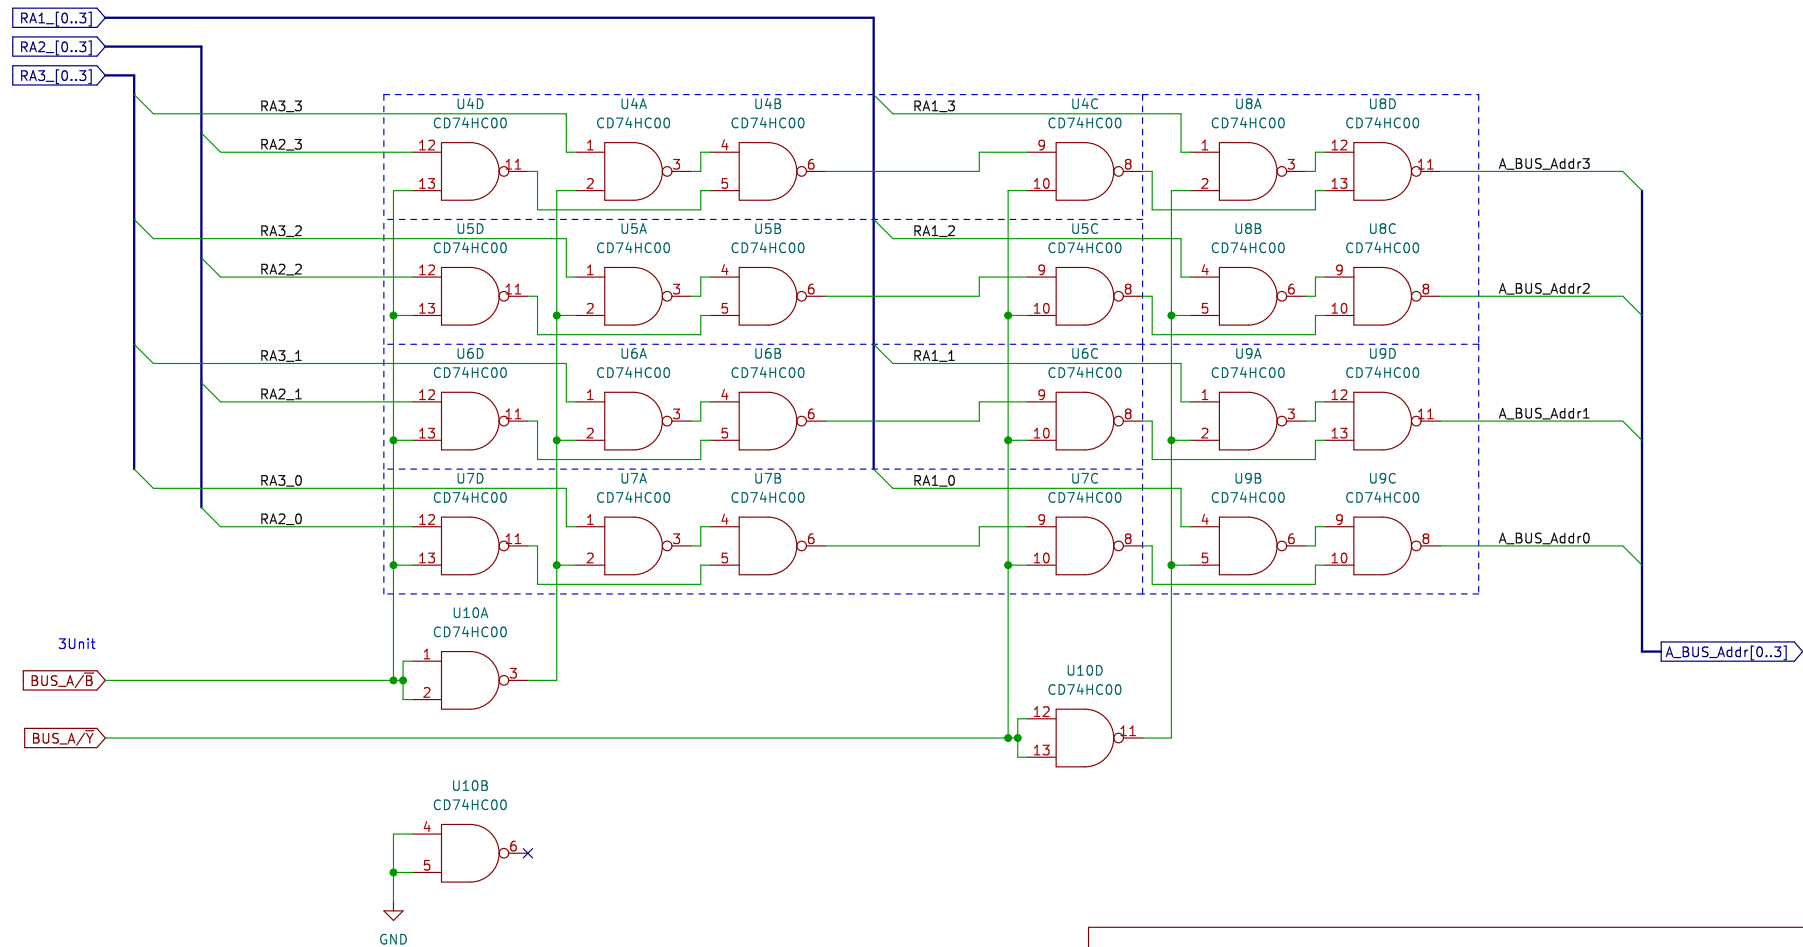 RA1_[0..3]
RA2_[0..3]
RA3_[0..3]
U4D U4A U4B U4C U8A U8D
RA3_3 RA1_3
CD74HC00 CD74HC00 CD74HC00 CD74HC00 CD74HC00 CD74HC00
RA2_3 12 1 4 9 1 12
11 3 6 8 3 11 A_BUS_Addr3
13 2 5 10 2 13
U5D U5A U5B U5C U8B U8C
RA3_2 RA1_2
CD74HC00 CD74HC00 CD74HC00 CD74HC00 CD74HC00 CD74HC00
RA2_2 12 1 4 9 4 9
11 3 6 8 6 8 A_BUS_Addr2
13 2 5 10 5 10
U6D U6A U6B U6C U9A U9D
RA3_1 RA1_1
CD74HC00 CD74HC00 CD74HC00 CD74HC00 CD74HC00 CD74HC00
RA2_1 12 1 4 9 1 12
11 3 6 8 3 11 A_BUS_Addr1
13 2 5 10 2 13
U7D U7A U7B U7C U9B U9C
RA3_0 RA1_0
CD74HC00 CD74HC00 CD74HC00 CD74HC00 CD74HC00 CD74HC00
RA2_0 12 1 4 9 4 9
11 3 6 8 6 8 A_BUS_Addr0
13 2 5 10 5 10
U10A
CD74HC00
3Unit
1
A_BUS_Addr[0..3]
BUS_A/B̅ 3
2
U10D
CD74HC00
12
BUS_A/Y̅ 11
13
U10B
CD74HC00
4
6
5
GND